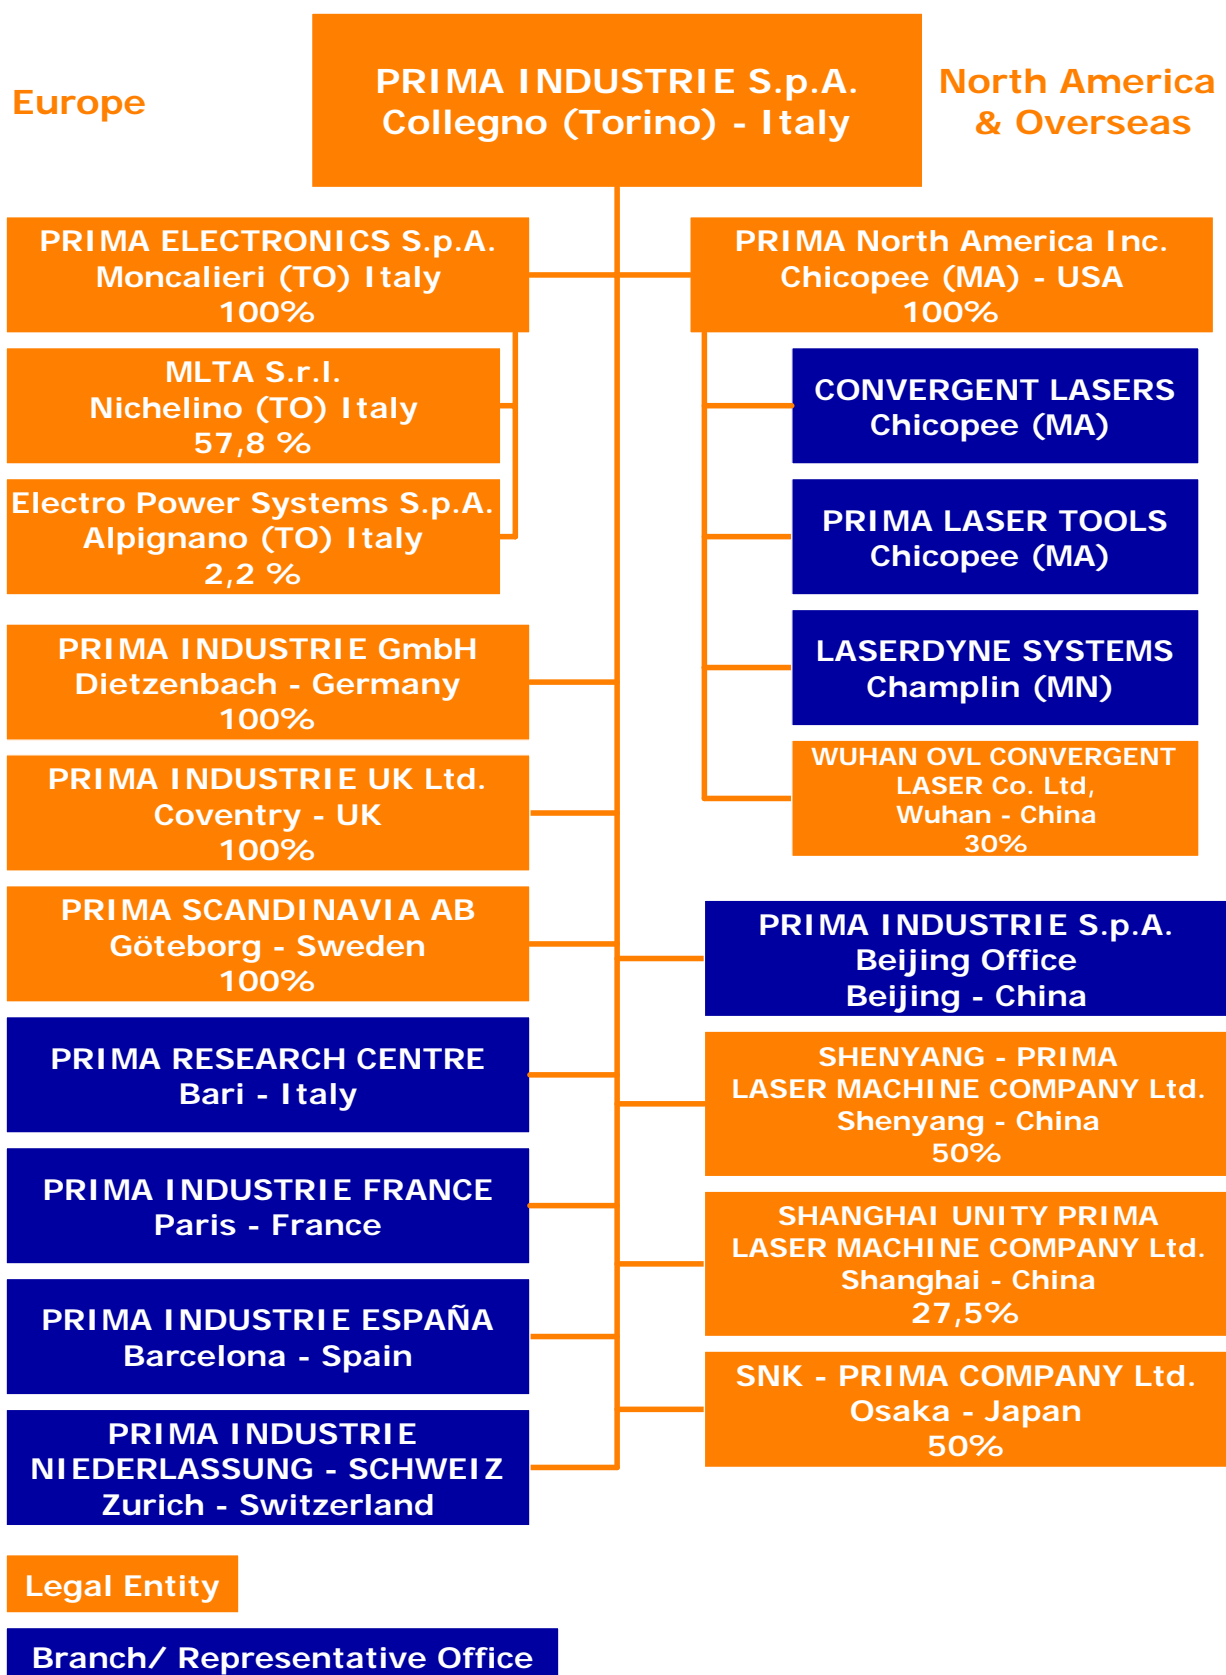 Europe
PRIMA INDUSTRIE S.p.A.
Collegno (Torino) - Italy
North America
& Overseas
PRIMA ELECTRONICS S.p.A.
Moncalieri (TO) Italy
100%
MLTA S.r.l.
Nichelino (TO) Italy
57,8 %
Electro Power Systems S.p.A.
Alpignano (TO) Italy
2,2 %
PRIMA INDUSTRIE GmbH
Dietzenbach - Germany
100%
PRIMA INDUSTRIE UK Ltd.
Coventry - UK
100%
PRIMA SCANDINAVIA AB
Göteborg - Sweden
100%
PRIMA RESEARCH CENTRE
Bari - Italy
PRIMA INDUSTRIE FRANCE
Paris - France
PRIMA INDUSTRIE ESPAÑA
Barcelona - Spain
PRIMA INDUSTRIE
NIEDERLASSUNG - SCHWEIZ
Zurich - Switzerland
PRIMA North America Inc.
Chicopee (MA) - USA
100%
CONVERGENT LASERS
Chicopee (MA)
PRIMA LASER TOOLS
Chicopee (MA)
LASERDYNE SYSTEMS
Champlin (MN)
WUHAN OVL CONVERGENT
LASER Co. Ltd,
Wuhan - China
30%
PRIMA INDUSTRIE S.p.A.
Beijing Office
Beijing - China
SHENYANG - PRIMA
LASER MACHINE COMPANY Ltd.
Shenyang - China
50%
SHANGHAI UNITY PRIMA
LASER MACHINE COMPANY Ltd.
Shanghai - China
27,5%
SNK - PRIMA COMPANY Ltd.
Osaka - Japan
50%
Legal Entity
Branch/ Representative Office